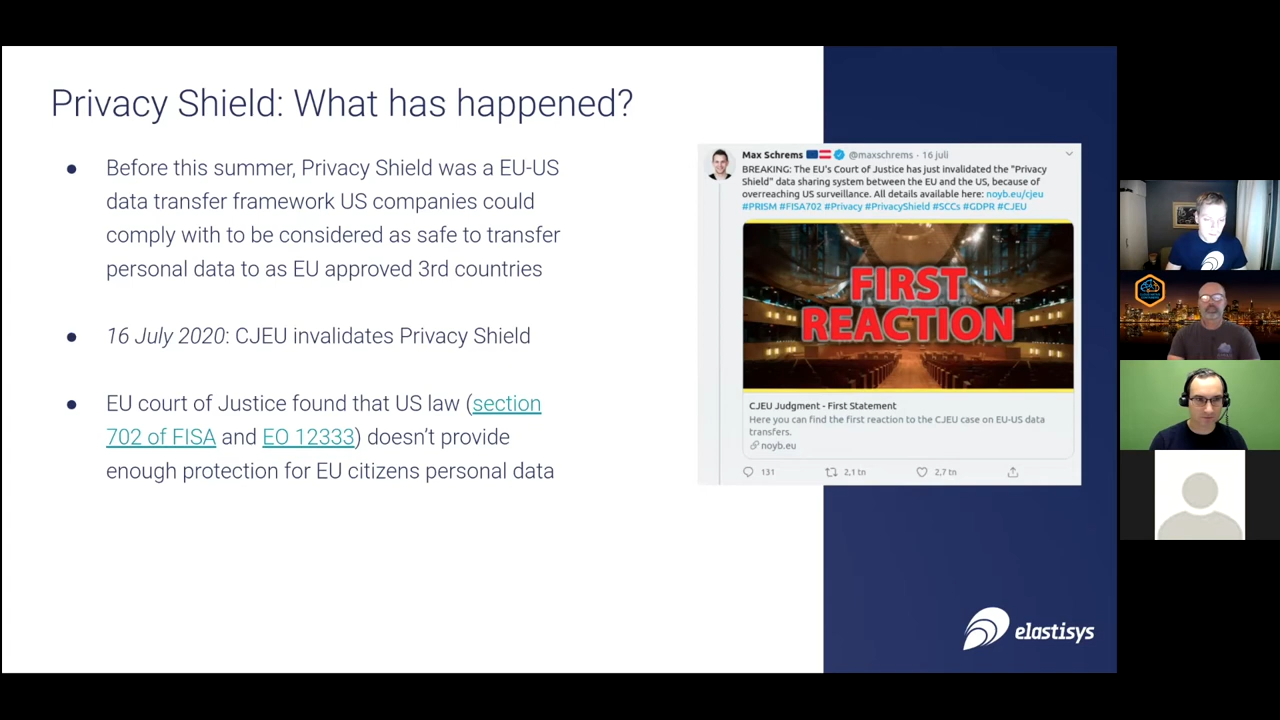 Privacy Shield: What has happened?
● Before this summer, Privacy Shield was a EU-US
data transfer framework US companies could
comply with to be considered as safe to transfer
personal data to as EU approved 3rd countries
● 16 July 2020: CJEU invalidates Privacy Shield
● EU court of Justice found that US law (section
702 of FISA and EO 12333) doesn't provide
enough protection for EU citizens personal data
Max Schrems @maxschrems · 16 juli
BREAKING: The EU's Court of Justice has just invalidated the "Privacy
Shield" data sharing system between the EU and the US, because of
overreaching US surveillance. All details available here: noyb.eu/cjeu
#PRISM #FISA702 #Privacy #PrivacyShield #SCCs #GDPR #CJEU
FIRST
REACTION
CJEU Judgment - First Statement
Here you can find the first reaction to the CJEU case on EU-US data
transfers.
noyb.eu
131 2,1 tn 2,7 tn
elastisys